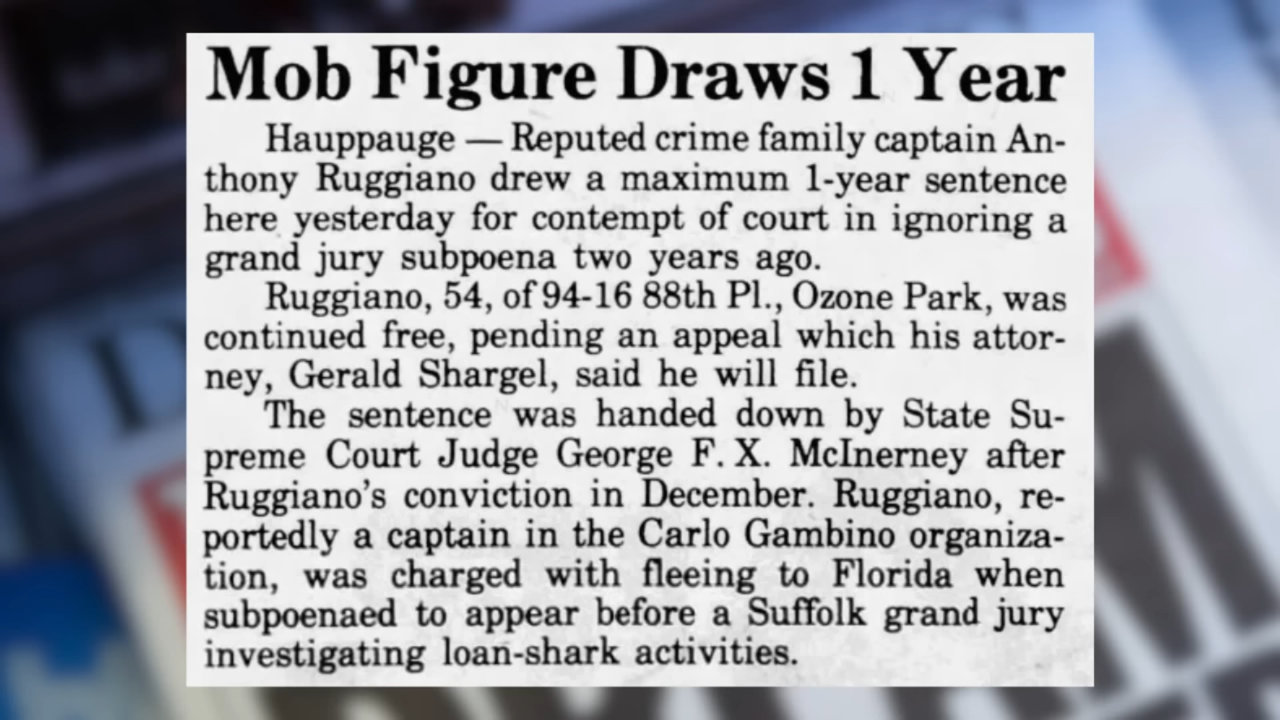 Mob Figure Draws 1 Year
Hauppauge — Reputed crime family captain An-
thony Ruggiano drew a maximum 1-year sentence
here yesterday for contempt of court in ignoring a
grand jury subpoena two years ago.
Ruggiano, 54, of 94-16 88th Pl., Ozone Park, was
continued free, pending an appeal which his attor-
ney, Gerald Shargel, said he will file.
The sentence was handed down by State Su-
preme Court Judge George F. X. McInerney after
Ruggiano's conviction in December. Ruggiano, re-
portedly a captain in the Carlo Gambino organiza-
tion, was charged with fleeing to Florida when
subpoenaed to appear before a Suffolk grand jury
investigating loan-shark activities.